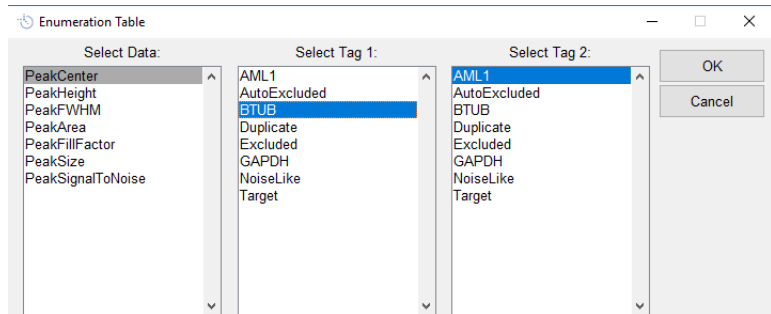 Enumeration Table
Select Data:
PeakCenter
PeakHeight
PeakFWHM
PeakArea
PeakFillFactor
PeakSize
PeakSignalToNoise
Select Tag 1:
AML1
AutoExcluded
BTUB
Duplicate
Excluded
GAPDH
NoiseLike
Target
Select Tag 2:
AML1
AutoExcluded
BTUB
Duplicate
Excluded
GAPDH
NoiseLike
Target
OK
Cancel